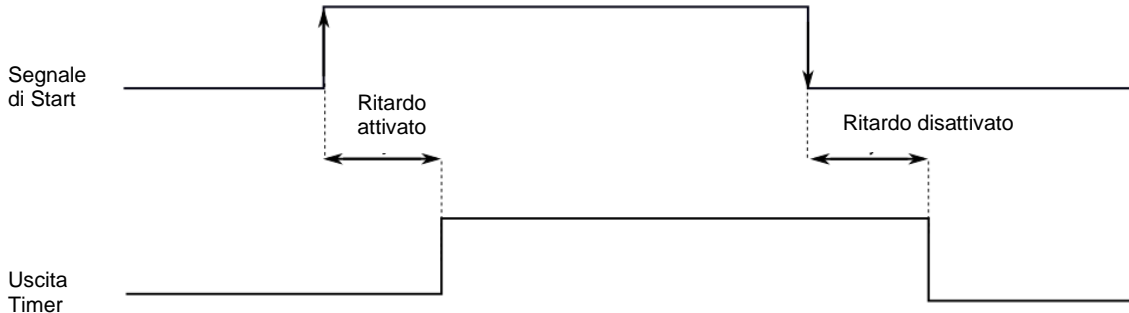 Segnale
di Start
Ritardo
attivato
Ritardo disattivato
Uscita
Timer